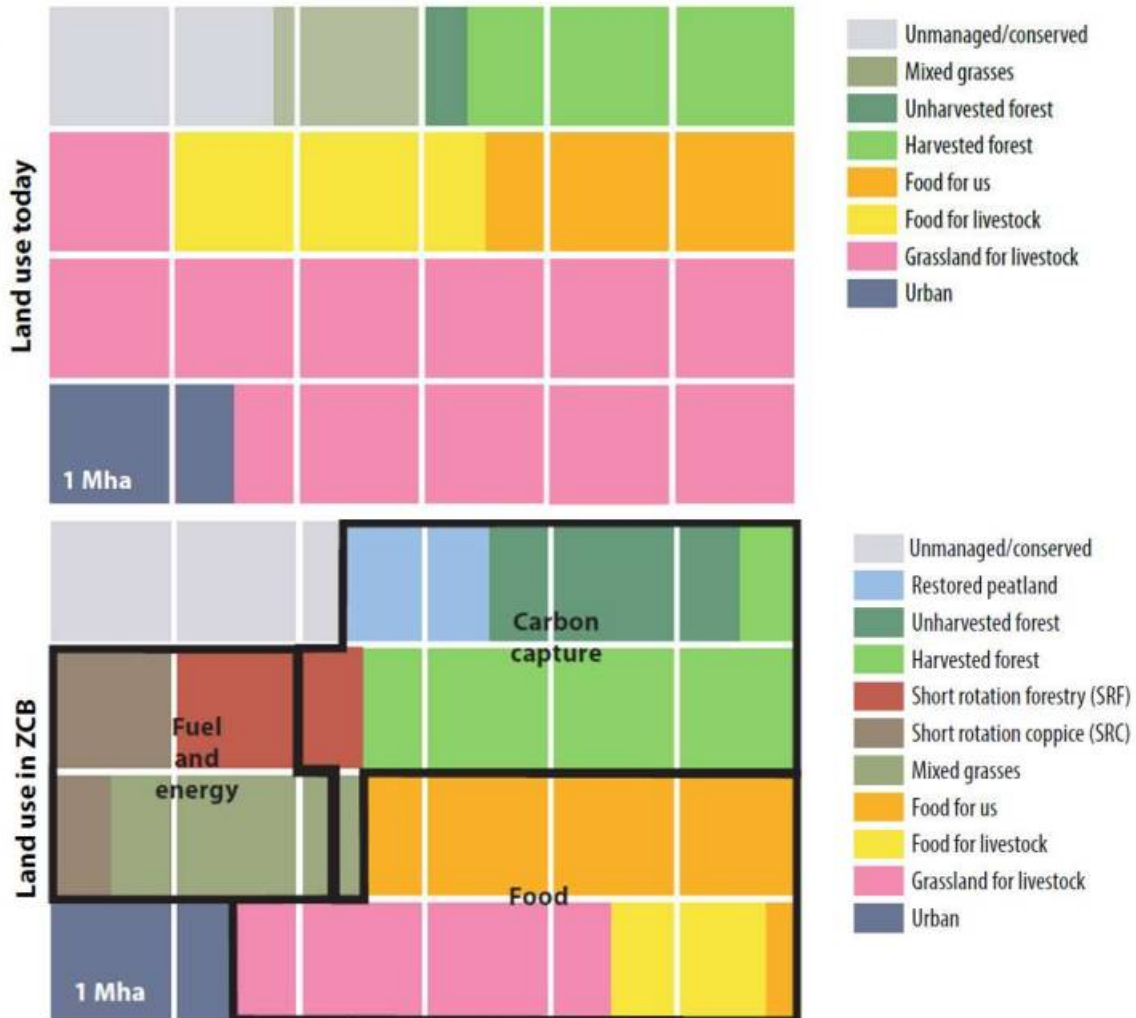 Land use today
1 Mha
Unmanaged/conserved
Mixed grasses
Unharvested forest
Harvested forest
Food for us
Food for livestock
Grassland for livestock
Urban
Land use in ZCB
Carbon
capture
Fuel
and
energy
Food
1 Mha
Unmanaged/conserved
Restored peatland
Unharvested forest
Harvested forest
Short rotation forestry (SRF)
Short rotation coppice (SRC)
Mixed grasses
Food for us
Food for livestock
Grassland for livestock
Urban